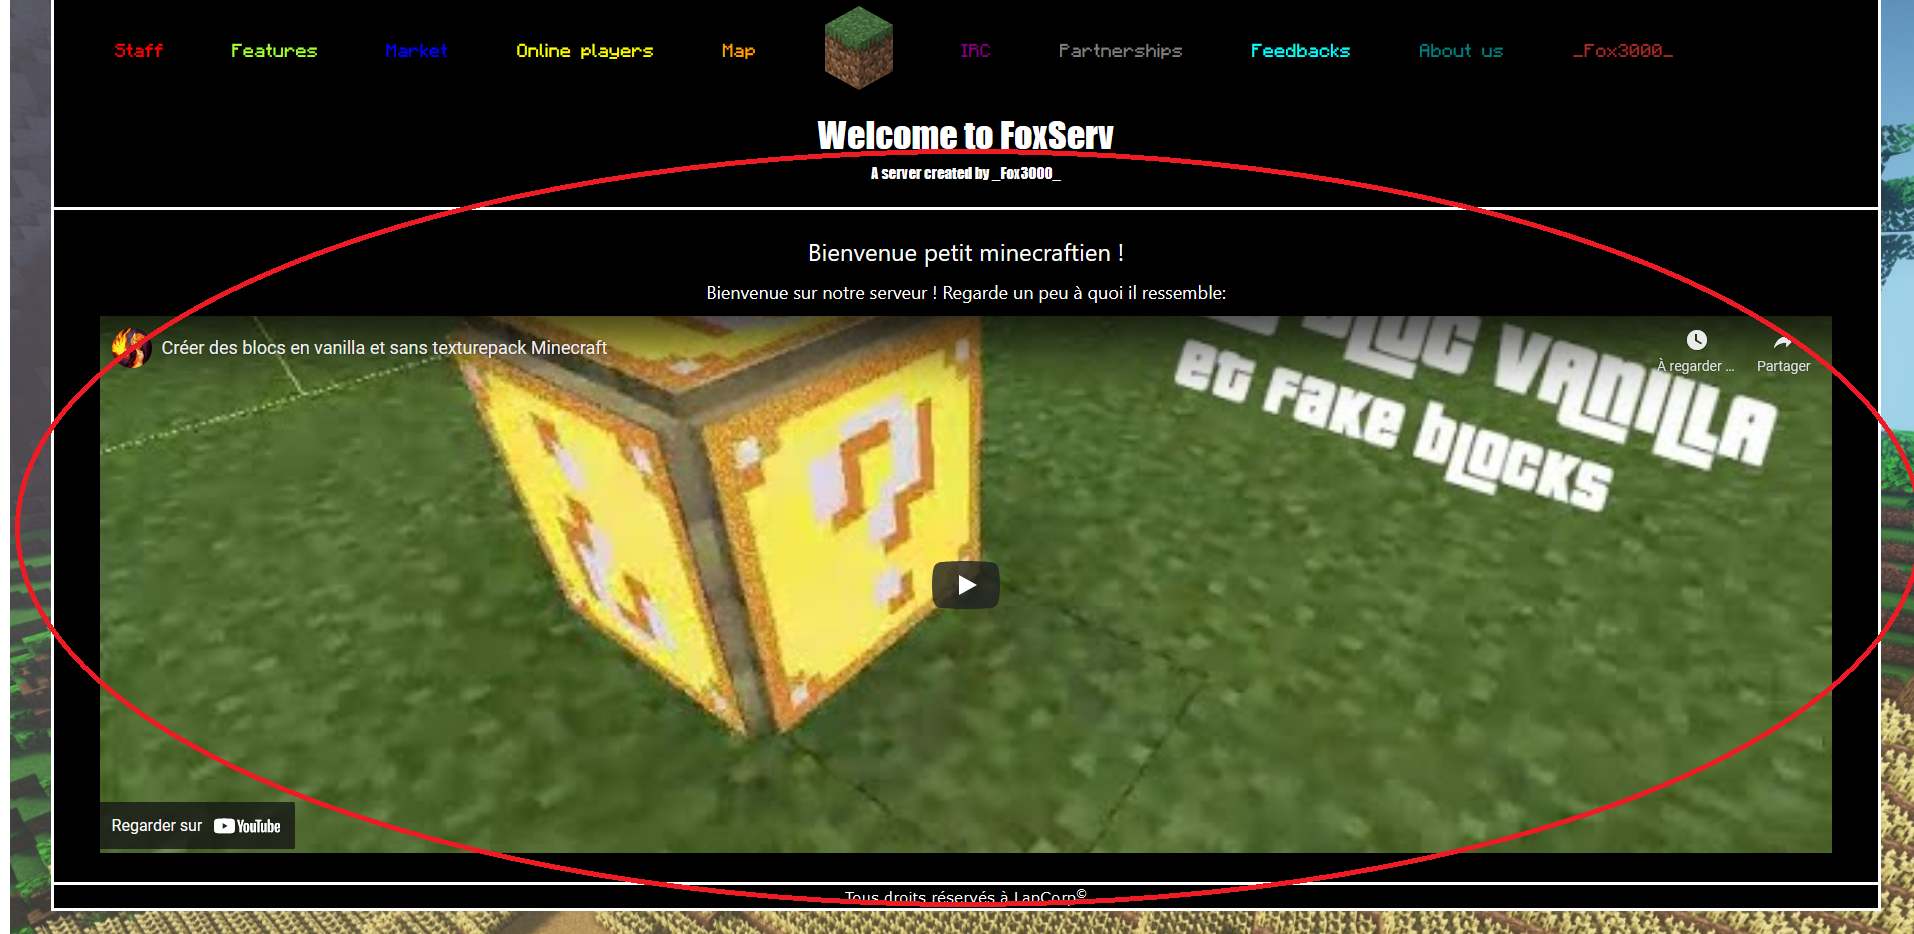 Staff Features Market Online players Map IRC Partnerships Feedbacks About us _Fox3000_
Welcome to FoxServ
A server created by _Fox3000_
Bienvenue petit minecraftien !
Bienvenue sur notre serveur ! Regarde un peu à quoi il ressemble:
Créer des blocs en vanilla et sans texturepack Minecraft
À regarder ...
Partager
BLOC VANILLA
et fake blocks
Regarder sur YouTube
Tous droits réservés à LapCorp©